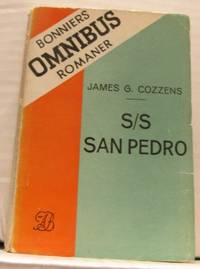 BONNIERS
OMNIBUS
ROMANER
JAMES G. COZZENS
S/S
SAN PEDRO